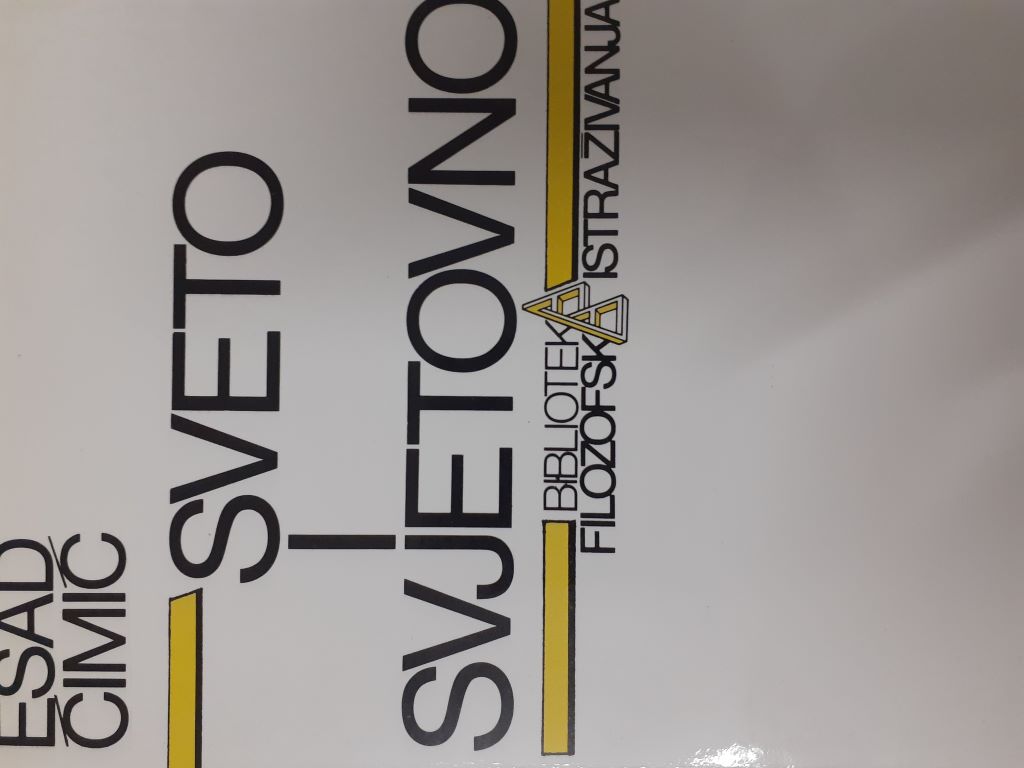 ESAD
ČIMIĆ
SVETO
I
SVJETOVNO
BIBLIOTEKA
FILOZOFSKA ISTRAŽIVANJA